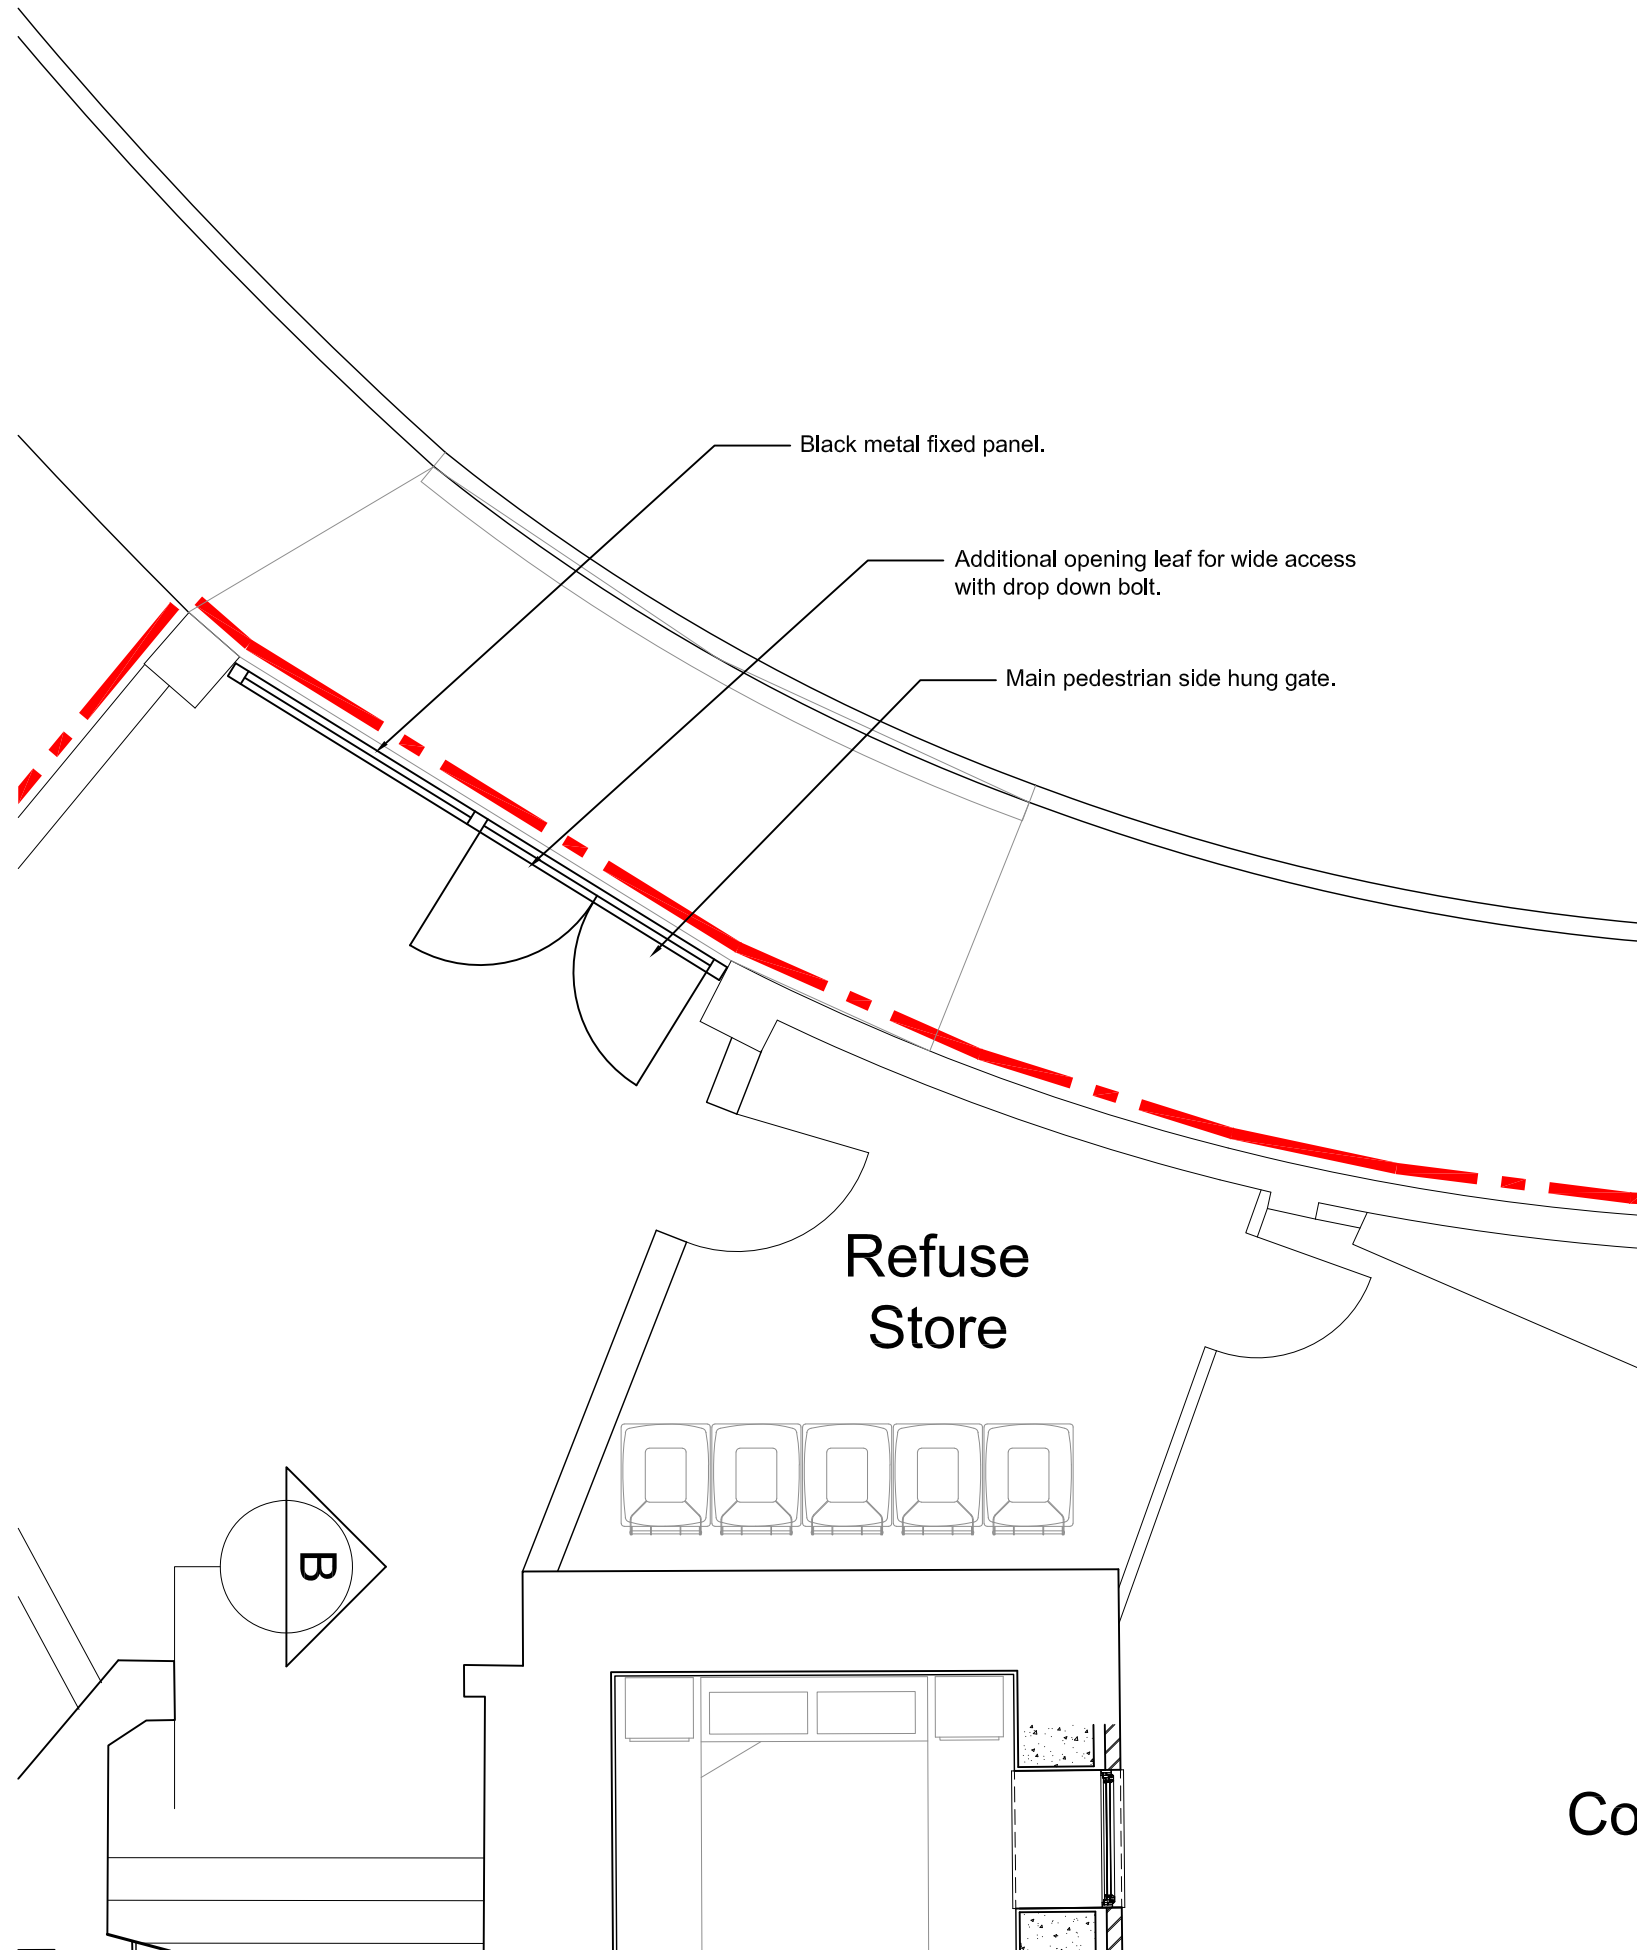 Black metal fixed panel.
Additional opening leaf for wide access
with drop down bolt.
Main pedestrian side hung gate.
Refuse
Store
B
Co